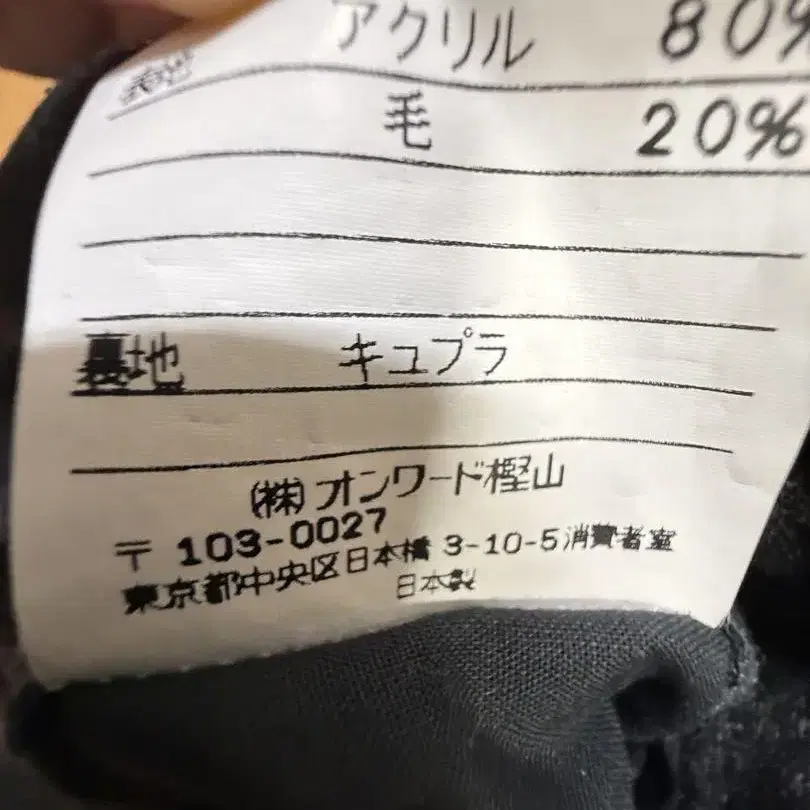 表地 アクリル 80%
毛 20%
裏地 キュプラ
(株)オンワード樫山
〒 103-0027
東京都中央区日本橋 3-10-5消費者室
日本製